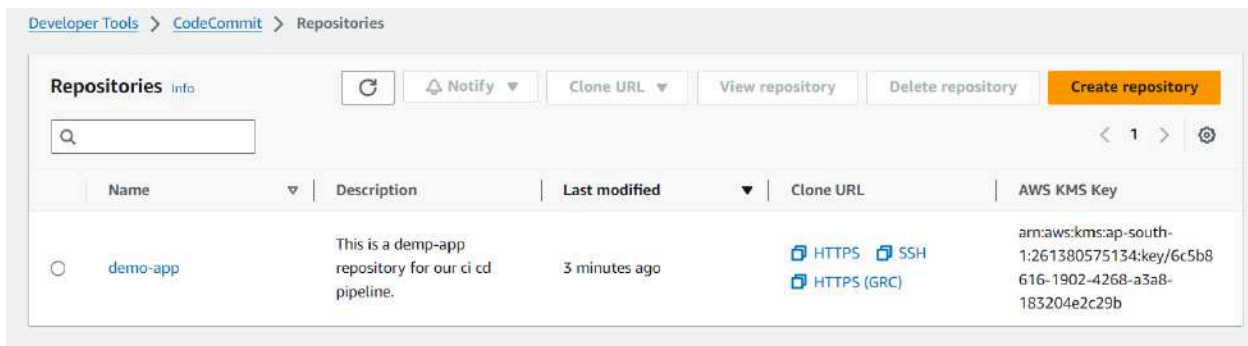 Developer Tools > CodeCommit > Repositories
Repositories Info Notify Clone URL View repository Delete repository Create repository
< 1 >
Name Description Last modified Clone URL AWS KMS Key
demo-app
This is a demp-app
repository for our ci cd
pipeline.
3 minutes ago
HTTPS SSH
HTTPS (GRC)
arn:aws:kms:ap-south-
1:261380575134:key/6c5b8
616-1902-4268-a3a8-
183204e2c29b